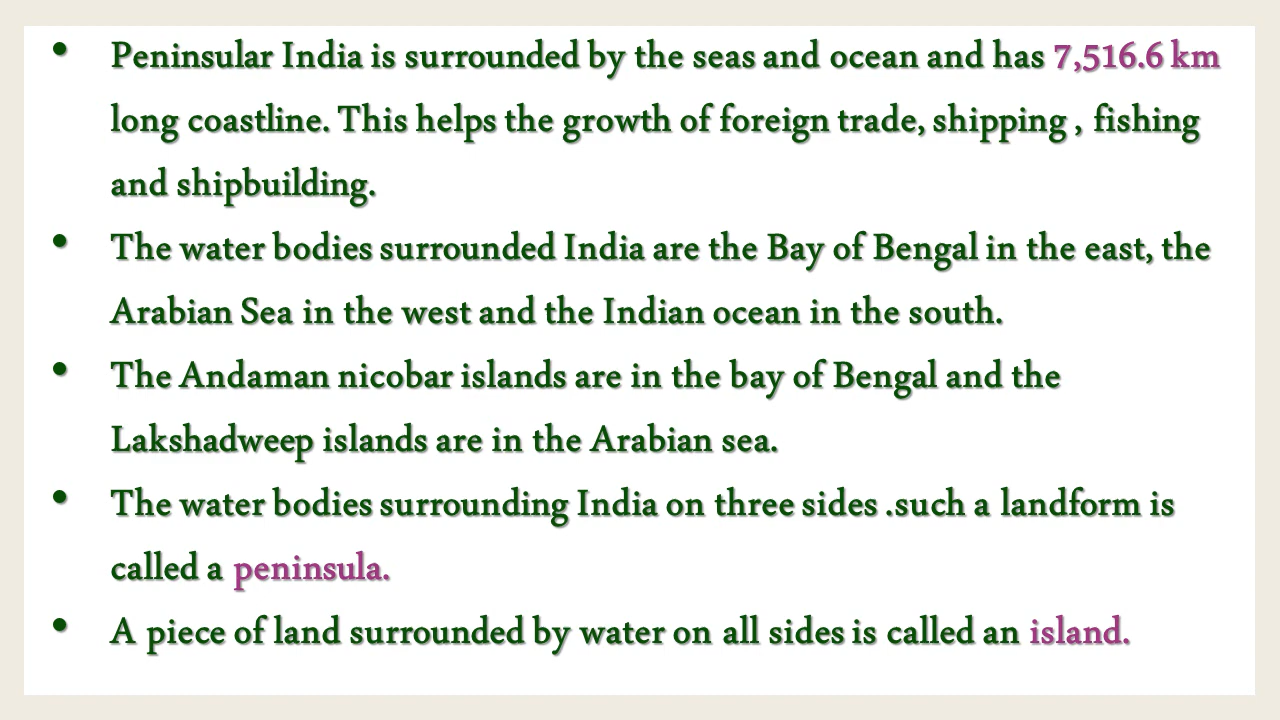 • Peninsular India is surrounded by the seas and ocean and has 7,516.6 km
long coastline. This helps the growth of foreign trade, shipping , fishing
and shipbuilding.
• The water bodies surrounded India are the Bay of Bengal in the east, the
Arabian Sea in the west and the Indian ocean in the south.
• The Andaman nicobar islands are in the bay of Bengal and the
Lakshadweep islands are in the Arabian sea.
• The water bodies surrounding India on three sides .such a landform is
called a peninsula.
• A piece of land surrounded by water on all sides is called an island.